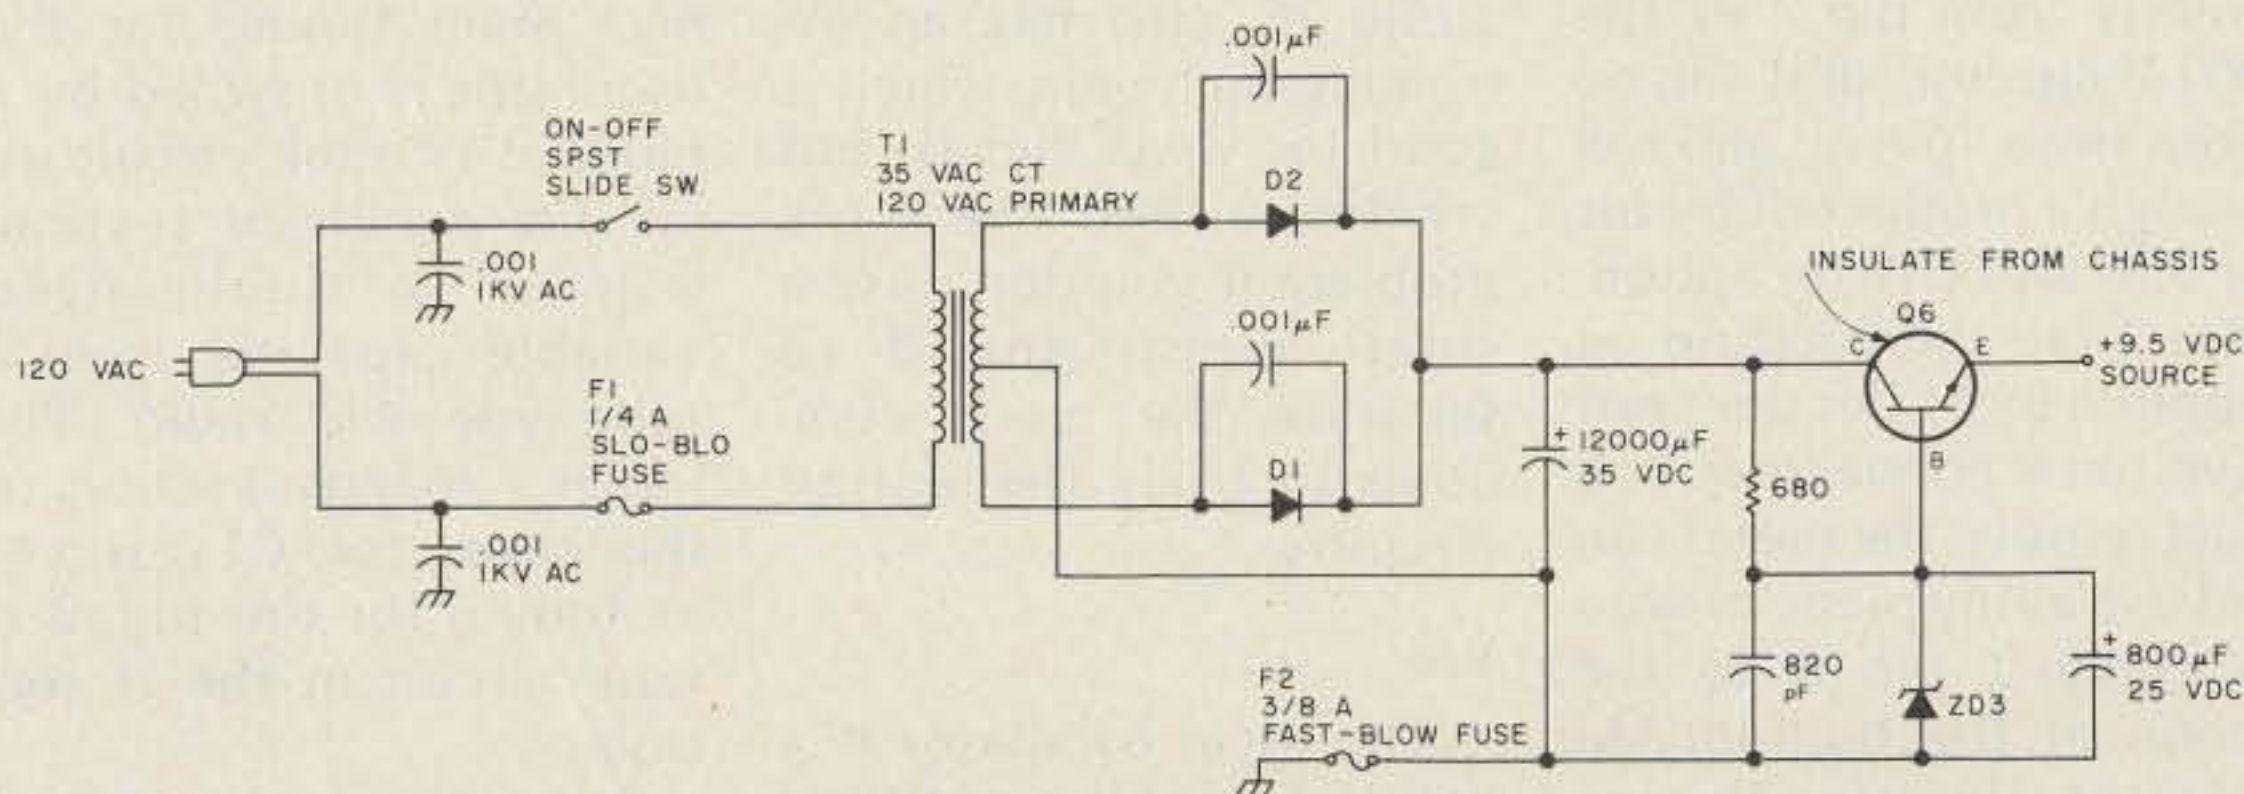 .001µF
ON-OFF
SPST
SLIDE SW
T1
35 VAC CT
120 VAC PRIMARY
D2
.001
1KV AC
INSULATE FROM CHASSIS
Q6
C
E
+9.5 VDC
SOURCE
B
.001µF
120 VAC
F1
1/4 A
SLO-BLO
FUSE
D1
+
12000µF
35 VDC
680
.001
1KV AC
F2
3/8 A
FAST-BLOW FUSE
820
pF
ZD3
+
800µF
25 VDC